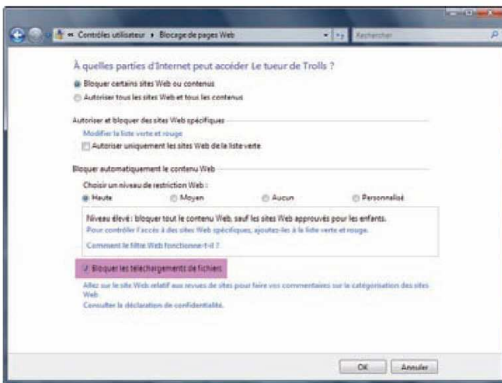 « Contrôles utilisateur ▸ Blocage de pages Web
Rechercher
À quelles parties d'Internet peut accéder Le tueur de Trolls ?
Bloquer certains sites Web ou contenus
Autoriser tous les sites Web et tous les contenus
Autoriser et bloquer des sites Web spécifiques
Modifier la liste verte et rouge
Autoriser uniquement les sites Web de la liste verte
Bloquer automatiquement le contenu Web
Choisir un niveau de restriction Web :
Haute Moyen Aucun Personnalisé
Niveau élevé : bloquer tout le contenu Web, sauf les sites Web approuvés pour les enfants.
Pour contrôler l'accès à des sites Web spécifiques, ajoutez-les à la liste verte et rouge.
Comment le filtre Web fonctionne-t-il ?
Bloquer les téléchargements de fichiers
Allez sur le site Web relatif aux revues de sites pour faire vos commentaires sur la catégorisation des sites
Web.
Consulter la déclaration de confidentialité.
OK Annuler